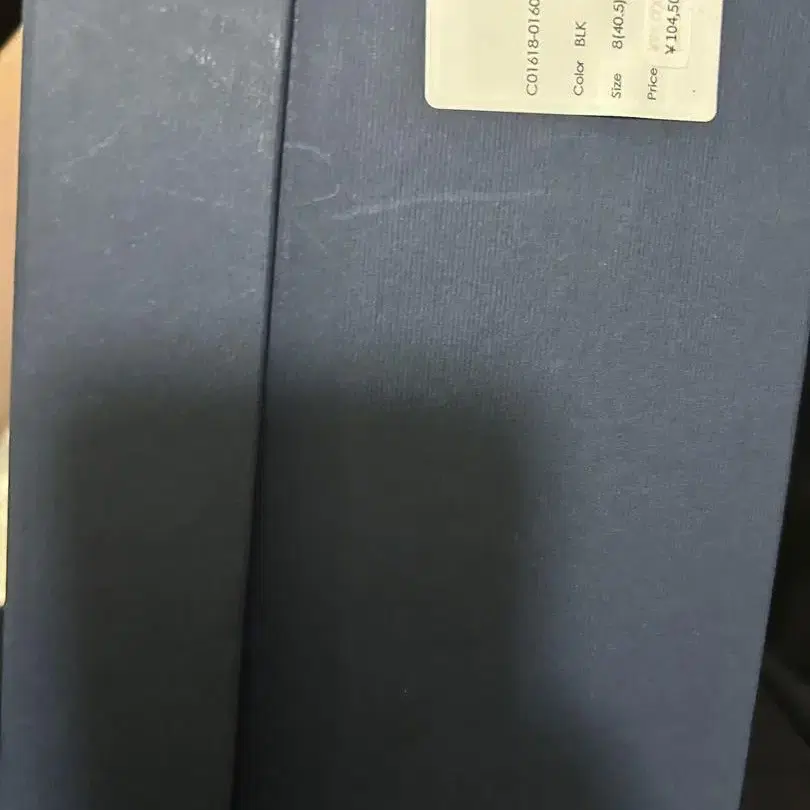 C01618-0160
Color BLK
Size 8(40.5)
Price ¥104,50